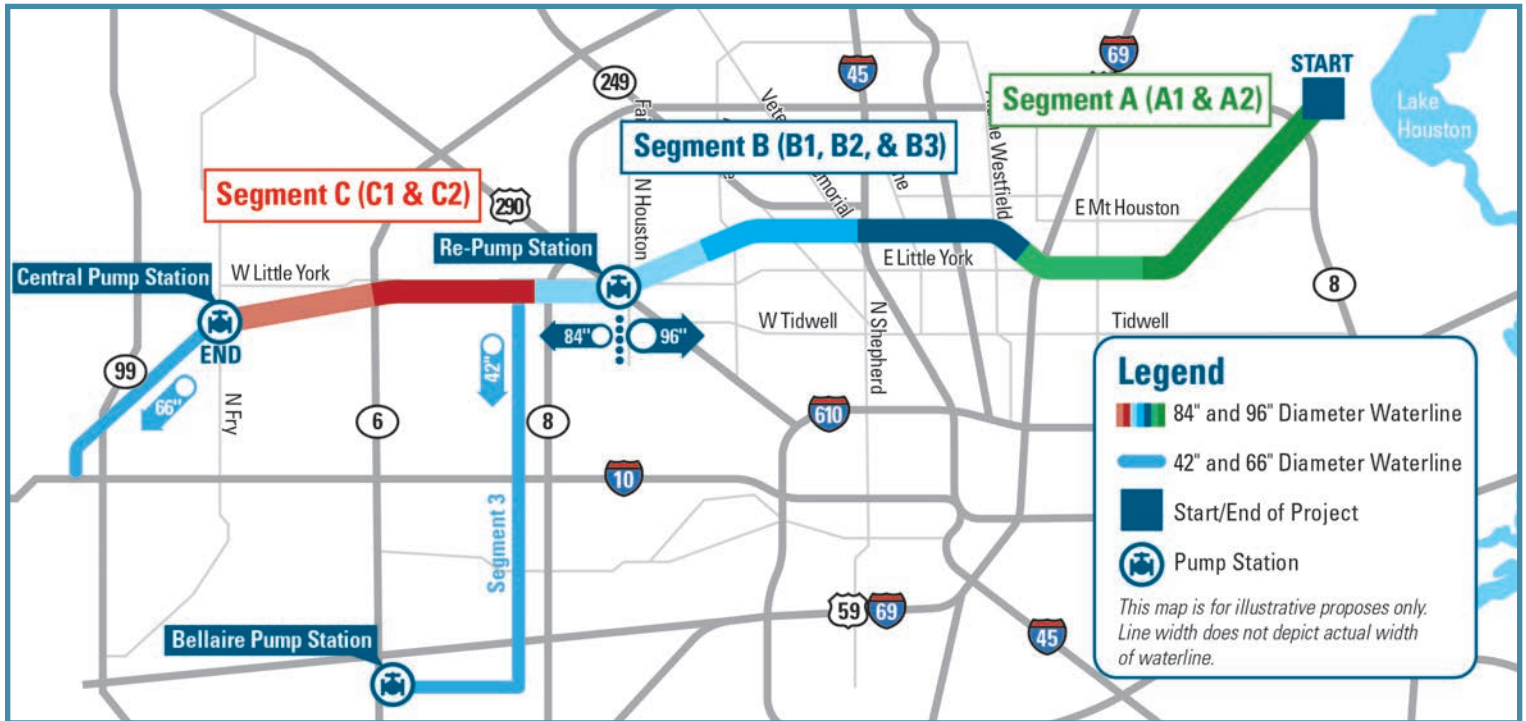 69
START
45
249
Segment A (A1 & A2)
Lake
Houston
Segment B (B1, B2, & B3)
Westfield
Segment C (C1 & C2)
290
N Houston
E Mt Houston
Re-Pump Station
E Little York
Central Pump Station
W Little York
8
W Tidwell
Tidwell
84"
96"
END
N Shepherd
99
66"
42"
N Fry
6
8
610
10
Segment 3
Legend
84" and 96" Diameter Waterline
42" and 66" Diameter Waterline
Start/End of Project
Pump Station
This map is for illustrative proposes only.
Line width does not depict actual width
of waterline.
59
69
45
Bellaire Pump Station